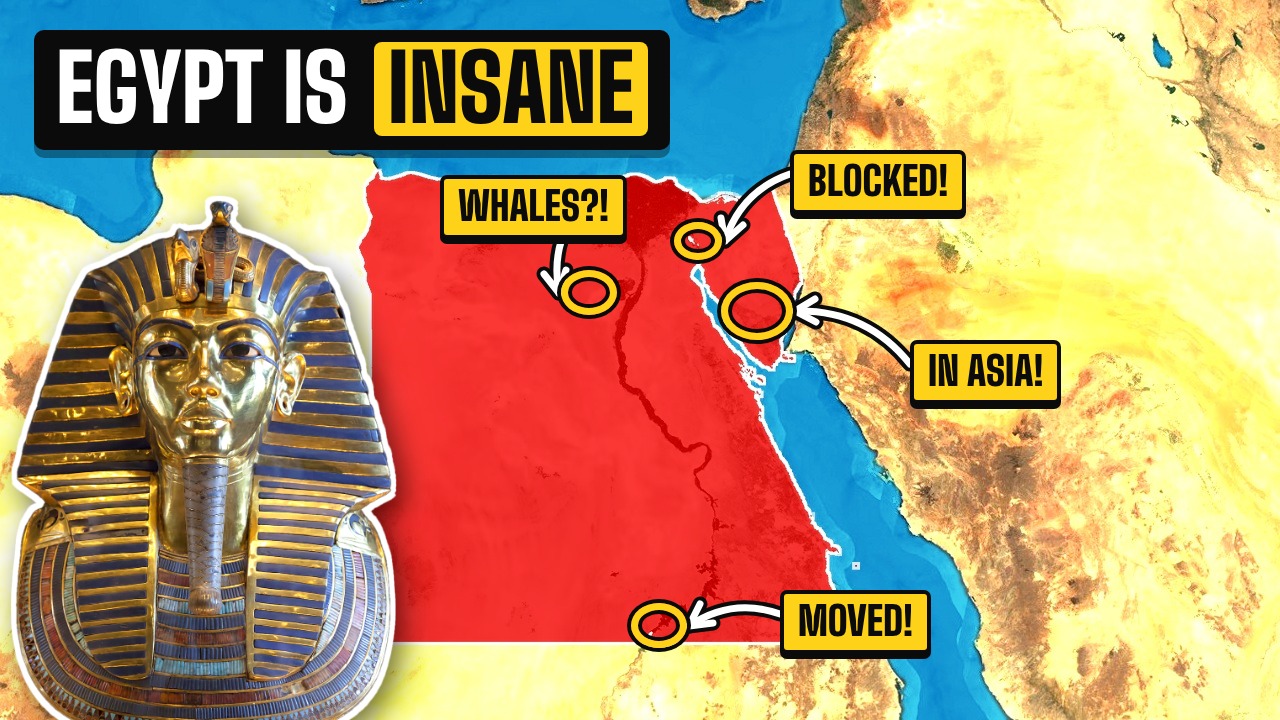 EGYPT IS INSANE
BLOCKED!
WHALES?!
IN ASIA!
MOVED!